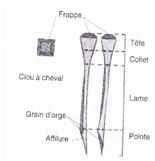 Frappe
Tête
Collet
Clou à cheval
Lame
Grain d'orge
Pointe
Affilure